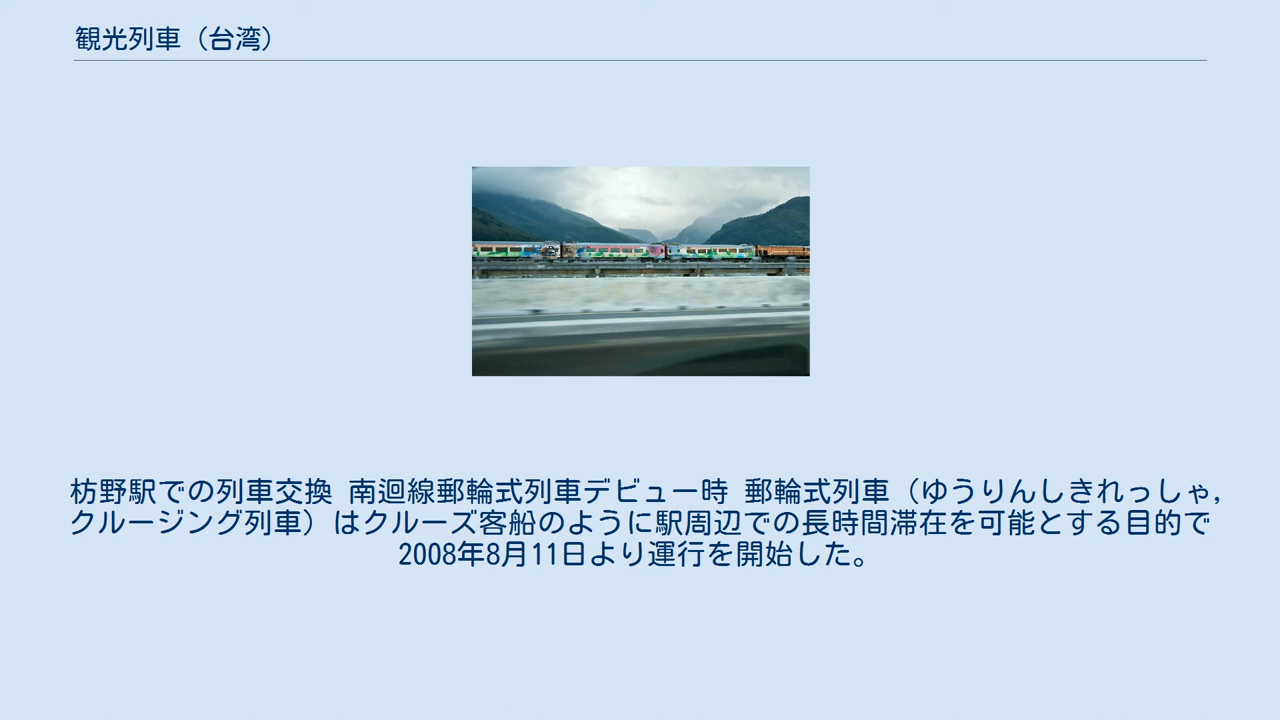 観光列車（台湾）
枋野駅での列車交換 南迴線郵輪式列車デビュー時 郵輪式列車（ゆうりんしきれっしゃ,
クルージング列車）はクルーズ客船のように駅周辺での長時間滞在を可能とする目的で
2008年8月11日より運行を開始した。